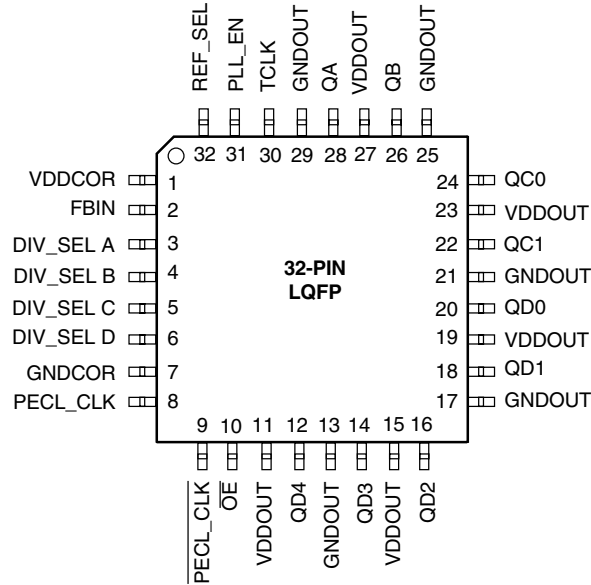 REF_SEL
PLL_EN
TCLK
GNDOUT
QA
VDDOUT
QB
GNDOUT
32 31 30 29 28 27 26 25
VDDCOR 1
FBIN 2
DIV_SEL A 3
DIV_SEL B 4
DIV_SEL C 5
DIV_SEL D 6
GNDCOR 7
PECL_CLK 8
32-PIN
LQFP
24 QC0
23 VDDOUT
22 QC1
21 GNDOUT
20 QD0
19 VDDOUT
18 QD1
17 GNDOUT
9 10 11 12 13 14 15 16
PECL_CLK
OE
VDDOUT
QD4
GNDOUT
QD3
VDDOUT
QD2